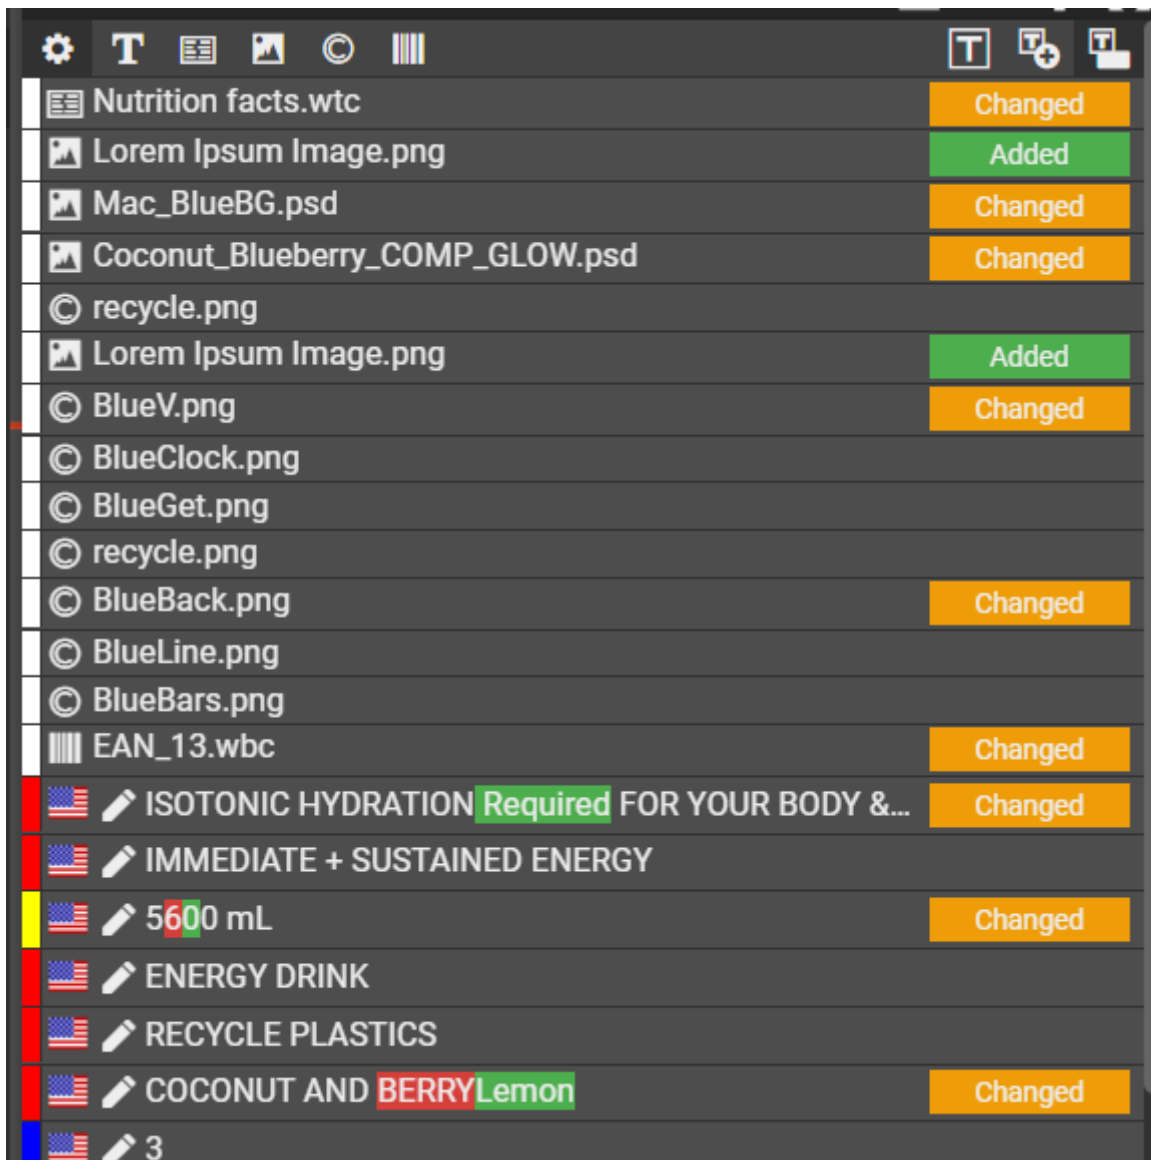 Nutrition facts.wtc Changed
Lorem Ipsum Image.png Added
Mac_BlueBG.psd Changed
Coconut_Blueberry_COMP_GLOW.psd Changed
recycle.png
Lorem Ipsum Image.png Added
BlueV.png Changed
BlueClock.png
BlueGet.png
recycle.png
BlueBack.png Changed
BlueLine.png
BlueBars.png
EAN_13.wbc Changed
ISOTONIC HYDRATION Required FOR YOUR BODY &... Changed
IMMEDIATE + SUSTAINED ENERGY
5600 mL Changed
ENERGY DRINK
RECYCLE PLASTICS
COCONUT AND BERRYLemon Changed
3